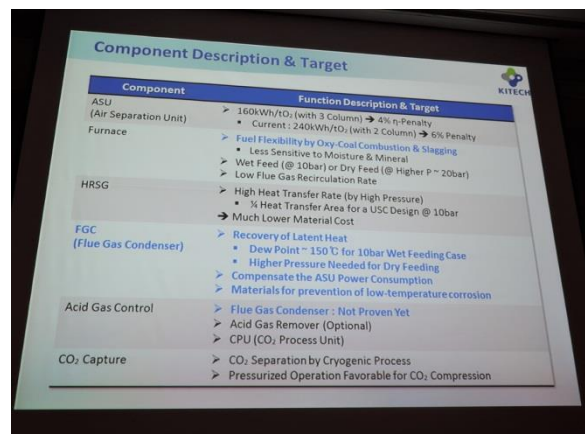 Component Description & Target
KITECH
Component
Function Description & Target
ASU
(Air Separation Unit)
➢ 160kWh/tO₂ (with 3 Column) ➔ 4% η-Penalty
▪ Current : 240kWh/tO₂ (with 2 Column) ➔ 6% Penalty
Furnace
➢ Fuel Flexibility by Oxy-Coal Combustion & Slagging
▪ Less Sensitive to Moisture & Mineral
➢ Wet Feed (@ 10bar) or Dry Feed (@ Higher P ~ 20bar)
➢ Low Flue Gas Recirculation Rate
HRSG
➢ High Heat Transfer Rate (by High Pressure)
▪ ¼ Heat Transfer Area for a USC Design @ 10bar
➔ Much Lower Material Cost
FGC
(Flue Gas Condenser)
➢ Recovery of Latent Heat
▪ Dew Point ~ 150℃ for 10bar Wet Feeding Case
▪ Higher Pressure Needed for Dry Feeding
➢ Compensate the ASU Power Consumption
➢ Materials for prevention of low-temperature corrosion
Acid Gas Control
➢ Flue Gas Condenser : Not Proven Yet
➢ Acid Gas Remover (Optional)
➢ CPU (CO₂ Process Unit)
CO₂ Capture
➢ CO₂ Separation by Cryogenic Process
➢ Pressurized Operation Favorable for CO₂ Compression